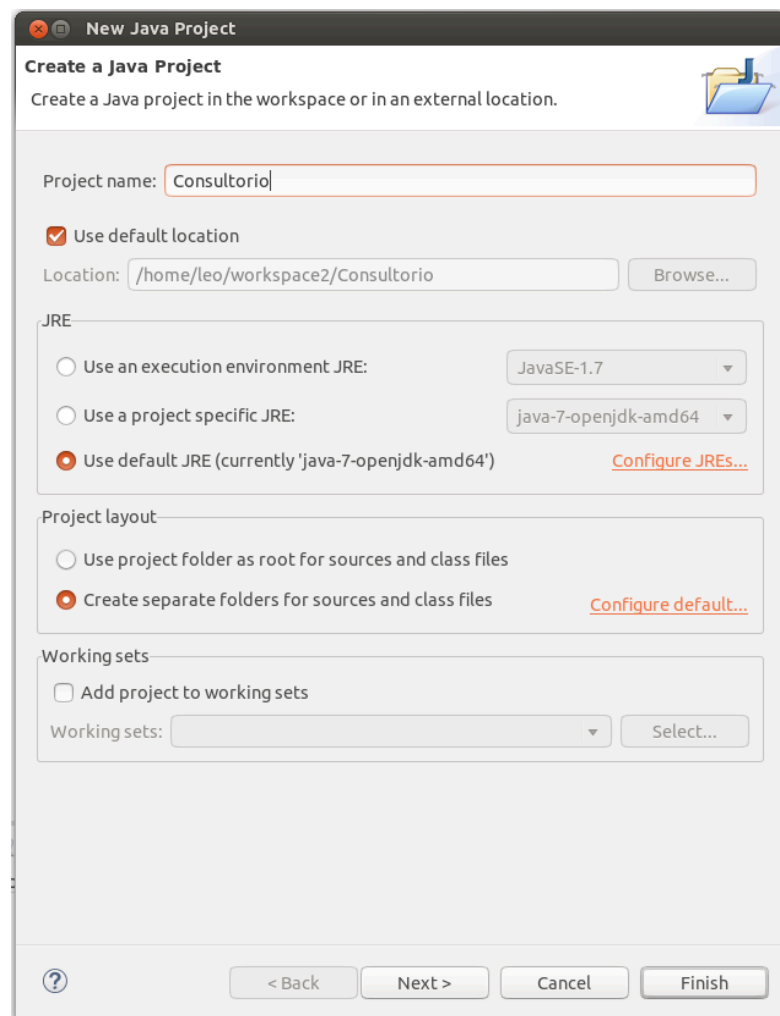 New Java Project
Create a Java Project
Create a Java project in the workspace or in an external location.
Project name: Consultorio
Use default location
Location: /home/leo/workspace2/Consultorio Browse...
JRE
Use an execution environment JRE: JavaSE-1.7
Use a project specific JRE: java-7-openjdk-amd64
Use default JRE (currently 'java-7-openjdk-amd64') Configure JREs...
Project layout
Use project folder as root for sources and class files
Create separate folders for sources and class files Configure default...
Working sets
Add project to working sets
Working sets: Select...
? < Back Next > Cancel Finish